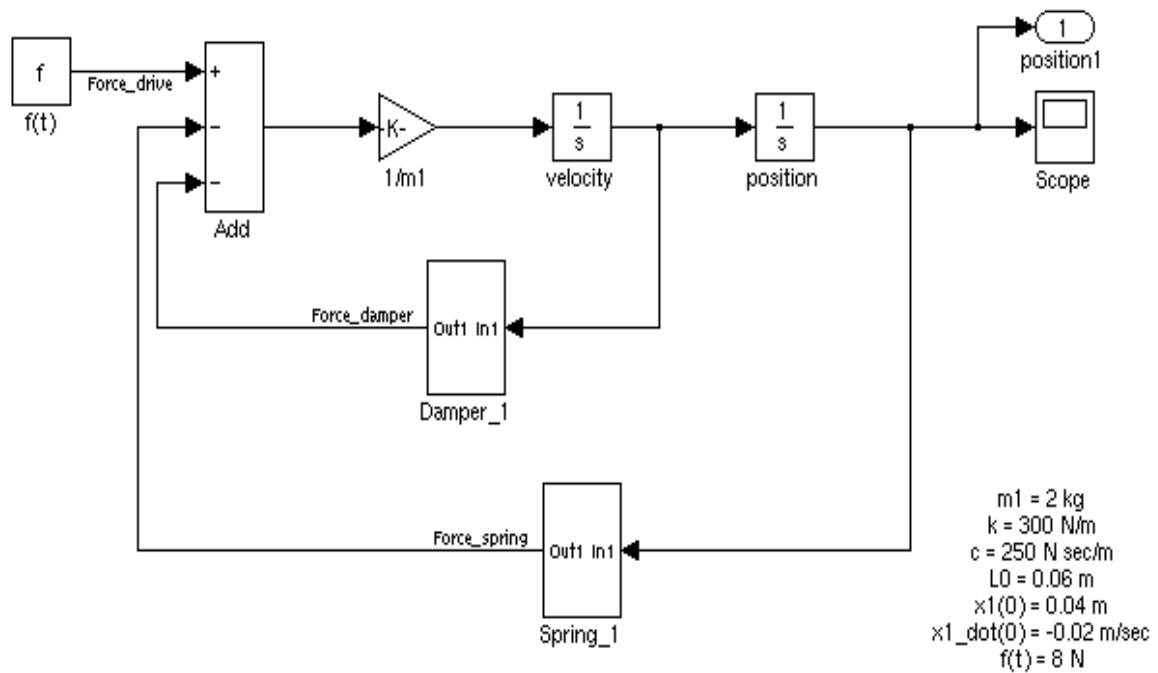 1
position1
f
Force_drive
+
f(t)
−
-K-
1
s
1
s
−
1/m1
velocity
position
Scope
Add
Force_damper
Out1 In1
Damper_1
Force_spring
Out1 In1
Spring_1
m1 = 2 kg
k = 300 N/m
c = 250 N sec/m
L0 = 0.06 m
x1(0) = 0.04 m
x1_dot(0) = -0.02 m/sec
f(t) = 8 N